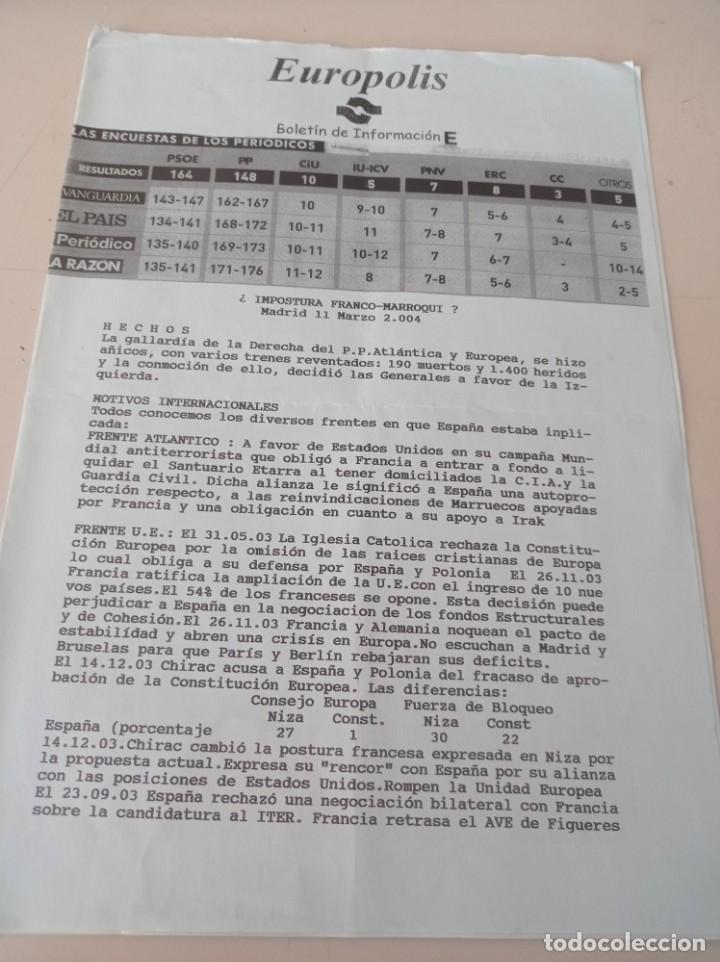 Europolis
Boletín de Información E
LAS ENCUESTAS DE LOS PERIODICOS LA VANGUARDIA
PSOE PP CiU IU-ICV PNV ERC CC OTROS
RESULTADOS 164 148 10 5 7 8 3 5
VANGUARDIA 143-147 162-167 10 9-10 7 5-6 4 4-5
EL PAIS 134-141 168-172 10-11 11 7-8 7 3-4 5
Periódico 135-140 169-173 10-11 10-12 7 6-7 - 10-14
A RAZÓN 135-141 171-176 11-12 8 7-8 5-6 3 2-5
¿ IMPOSTURA FRANCO-MARROQUI ?
Madrid 11 Marzo 2.004
H E C H O S
La gallardía de la Derecha del P.P.Atlántica y Europea, se hizo
añicos, con varios trenes reventados: 190 muertos y 1.400 heridos
y la conmoción de ello, decidió las Generales a favor de la Iz-
quierda.
MOTIVOS INTERNACIONALES
Todos conocemos los diversos frentes en que España estaba inpli-
cada:
FRENTE ATLANTICO : A favor de Estados Unidos en su campaña Mun-
dial antiterrorista que obligó a Francia a entrar a fondo a li-
quidar el Santuario Etarra al tener domiciliados la C.I.A.y la
Guardia Civil. Dicha alianza le significó a España una autopro-
tección respecto, a las reinvindicaciones de Marruecos apoyadas
por Francia y una obligación en cuanto a su apoyo a Irak
FRENTE U.E.: El 31.05.03 La Iglesia Catolica rechaza la Constitu-
ción Europea por la omisión de las raices cristianas de Europa
lo cual obliga a su defensa por España y Polonia El 26.11.03
Francia ratifica la ampliación de la U.E.con el ingreso de 10 nue
vos países.El 54% de los franceses se opone. Esta decisión puede
perjudicar a España en la negociacion de los fondos Estructurales
y de Cohesión.El 26.11.03 Francia y Alemania noquean el pacto de
estabilídad y abren una crisís en Europa.No escuchan a Madrid y
Bruselas para que París y Berlín rebajaran sus deficits.
El 14.12.03 Chirac acusa a España y Polonia del fracaso de apro-
bación de la Constitución Europea. Las diferencias:
Consejo Europa Fuerza de Bloqueo
Niza Const. Niza Const
España (porcentaje 27 1 30 22
14.12.03.Chirac cambió la postura francesa expresada en Niza por
la propuesta actual.Expresa su "rencor" con España por su alianza
con las posiciones de Estados Unidos.Rompen la Unidad Europea
El 23.09.03 España rechazó una negociación bilateral con Francia
sobre la candidatura al ITER. Francia retrasa el AVE de Figueres
todocoleccion